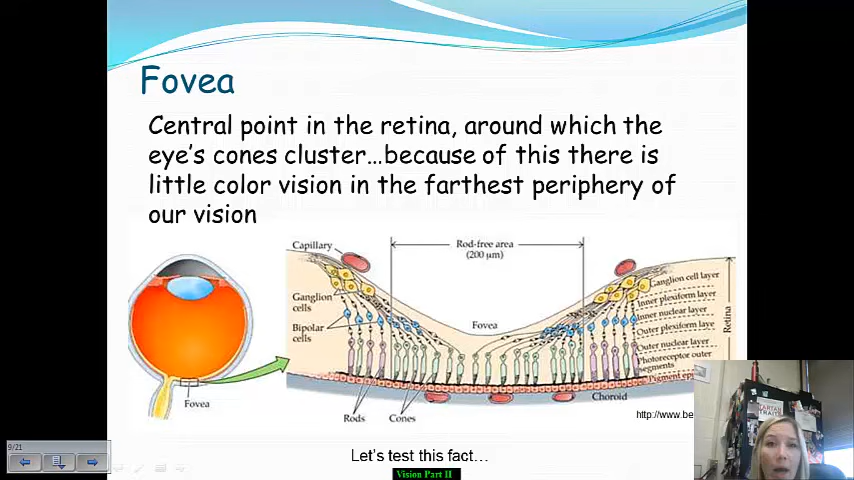 Fovea
Central point in the retina, around which the
eye's cones cluster…because of this there is
little color vision in the farthest periphery of
our vision
Capillary
Rod-free area
(200 µm)
Ganglion
cells
Bipolar
cells
Fovea
Ganglion cell layer
Inner plexiform layer
Inner nuclear layer
Outer plexiform laye
Outer nuclear layer
Photoreceptor outer
segments
Pigment
Retina
Choroid
Fovea
Rods
Cones
http://www.be
TARTAN
TRAITS
9/21
Let's test this fact…
Vision Part II